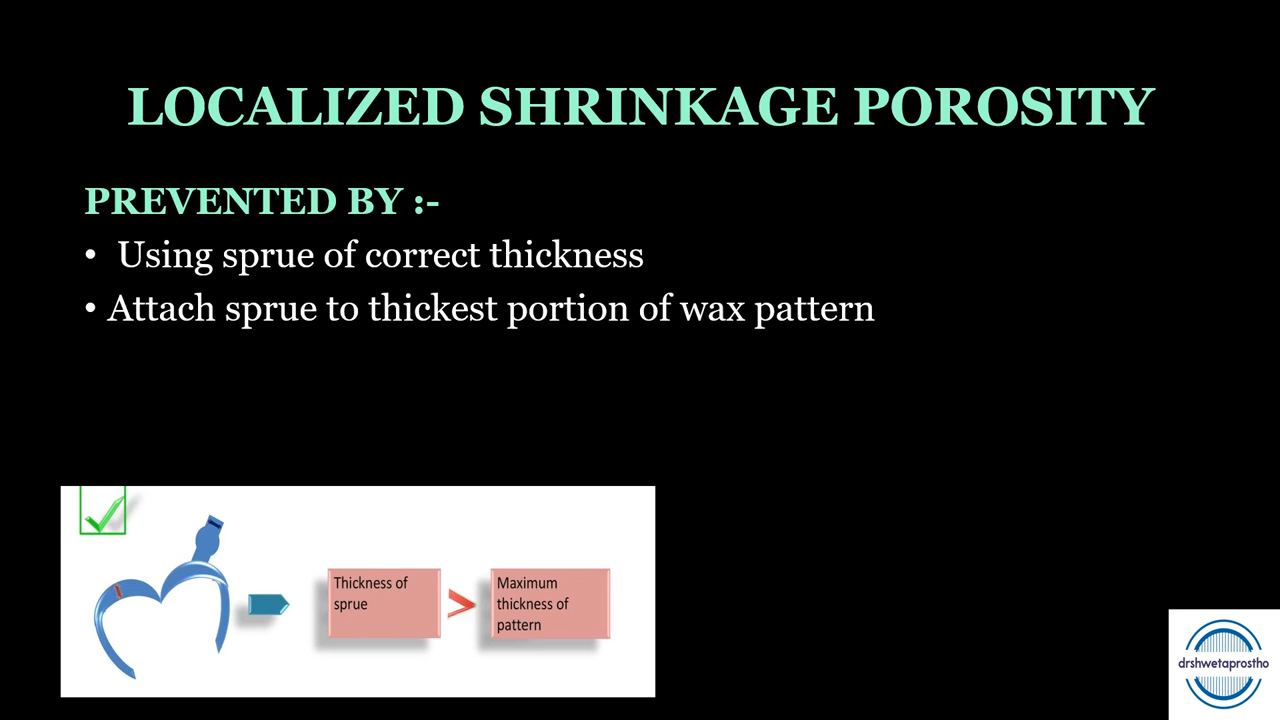 LOCALIZED SHRINKAGE POROSITY
PREVENTED BY :-
• Using sprue of correct thickness
• Attach sprue to thickest portion of wax pattern
Thickness of
sprue
>
Maximum
thickness of
pattern
drshwetaprostho